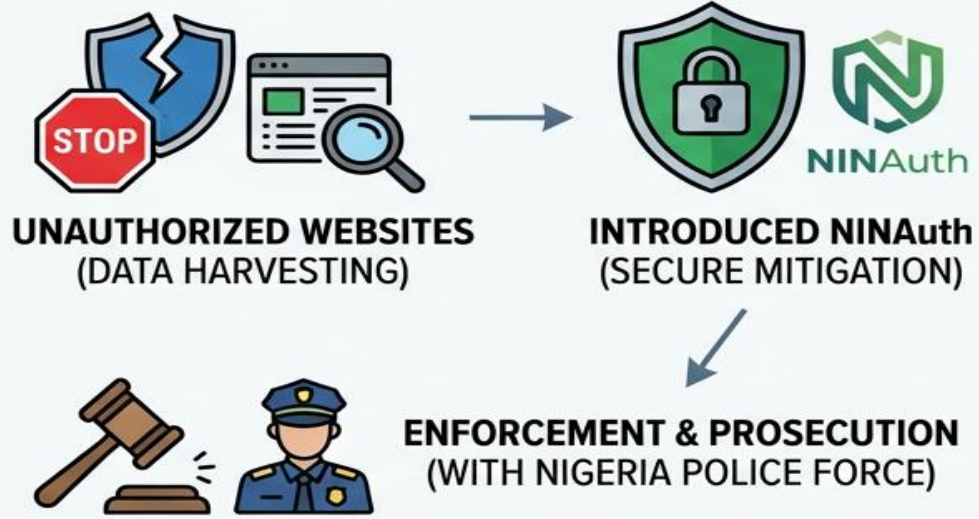 STOP
NINAuth
UNAUTHORIZED WEBSITES
(DATA HARVESTING)
INTRODUCED NINAuth
(SECURE MITIGATION)
ENFORCEMENT & PROSECUTION
(WITH NIGERIA POLICE FORCE)